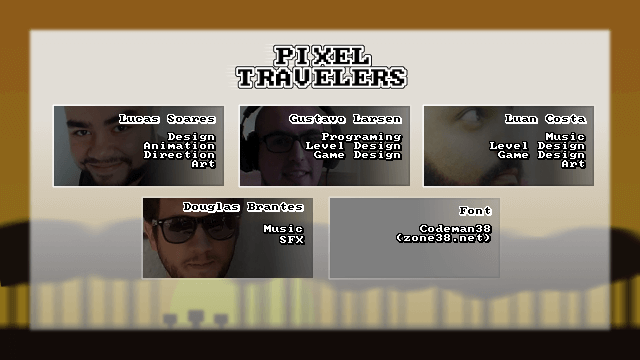 PIXEL
TRAVELERS
Lucas Soares
Design
Animation
Direction
Art
Gustavo Larsen
Programing
Level Design
Game Design
Luan Costa
Music
Level Design
Game Design
Art
Douglas Brantes
Music
SFX
Font
Codeman38
(zone38.net)